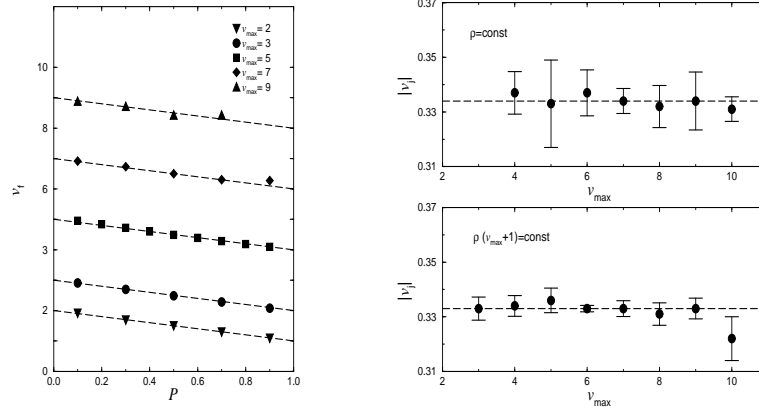 v_max = 2
v_max = 3
v_max = 5
v_max = 7
v_max = 9
10
8
6
3
2
0
v_f
0.0 0.2 0.4 0.6 0.8 1.0
P
0.37
0.35
0.33
0.31
|v_j|
ρ=const
2 4 6 8 10
v_max
0.37
0.35
0.33
0.31
|v_j|
ρ (v_max+1)=const
2 4 6 8 10
v_max